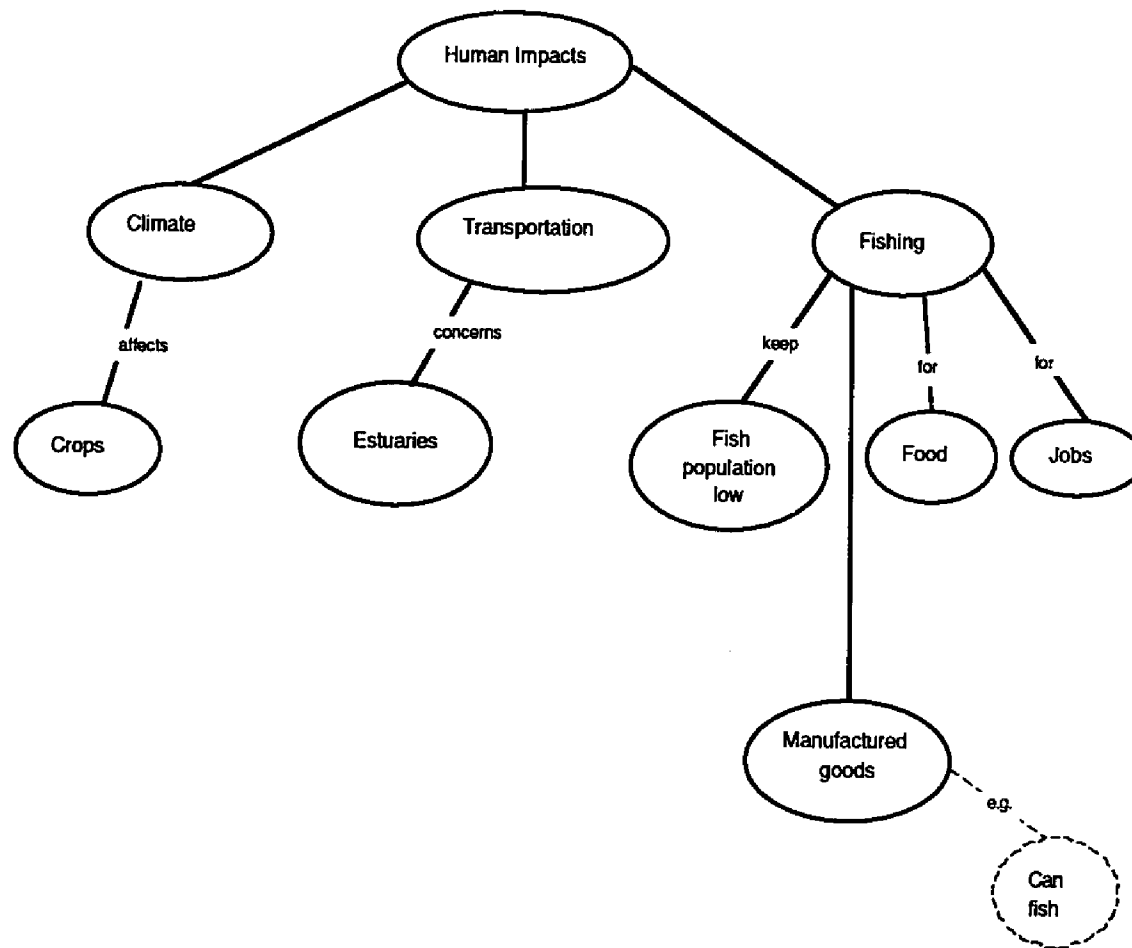 Human Impacts
Climate
Transportation
Fishing
affects
concerns
keep
for
for
Crops
Estuaries
Fish
population
low
Food
Jobs
Manufactured
goods
e.g.
Can
fish